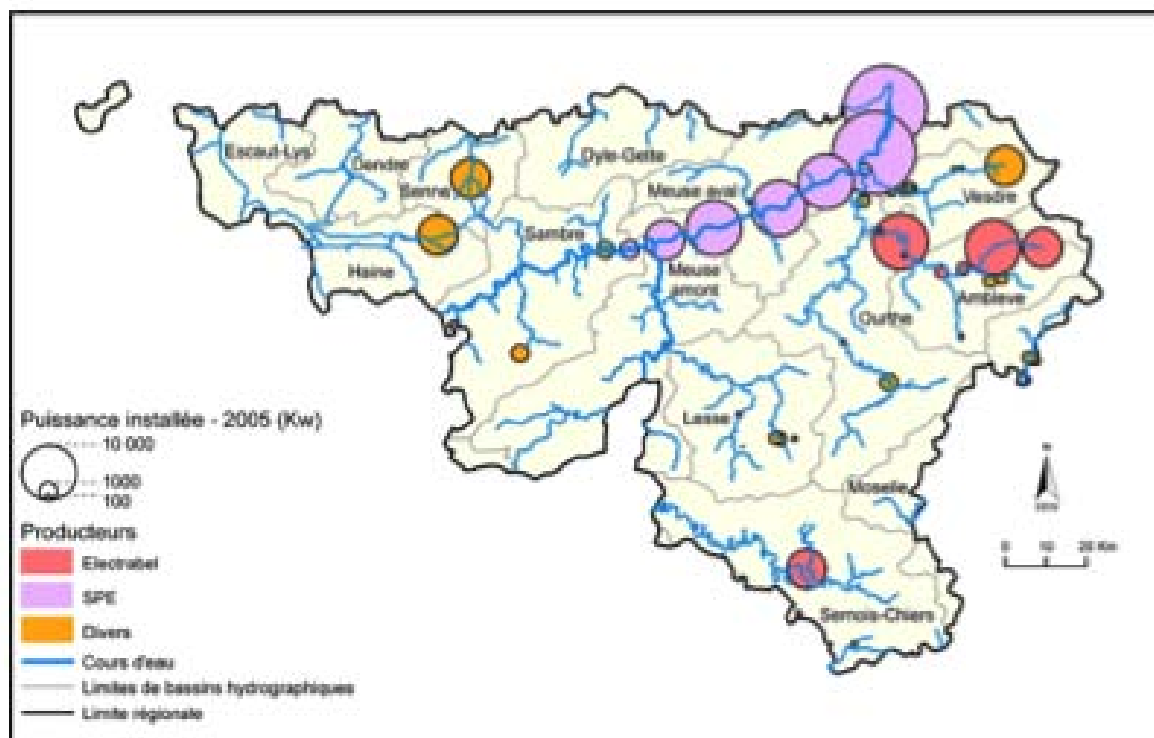 Escaut-Lys
Dendre
Senne
Dyle-Gette
Meuse aval
Vesdre
Sambre
Haine
Meuse
amont
Amblève
Ourthe
Lesse
Moselle
Semois-Chiers
Puissance installée - 2005 (Kw)
10 000
1000
100
Producteurs
Electrabel
SPE
Divers
Cours d'eau
Limites de bassins hydrographiques
Limite régionale
N
0 10 20 Km